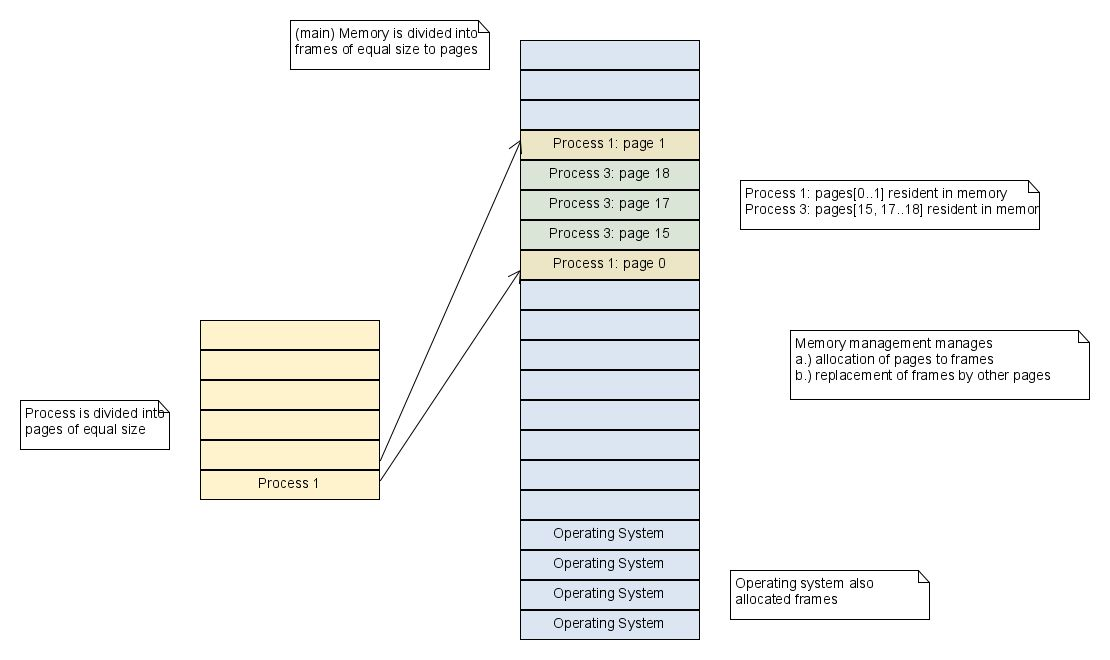 (main) Memory is divided into
frames of equal size to pages
Process 1: page 1
Process 3: page 18
Process 3: page 17
Process 3: page 15
Process 1: page 0
Process 1: pages[0..1] resident in memory
Process 3: pages[15, 17..18] resident in memor
Memory management manages
a.) allocation of pages to frames
b.) replacement of frames by other pages
Process is divided into
pages of equal size
Process 1
Operating System
Operating System
Operating System
Operating System
Operating system also
allocated frames